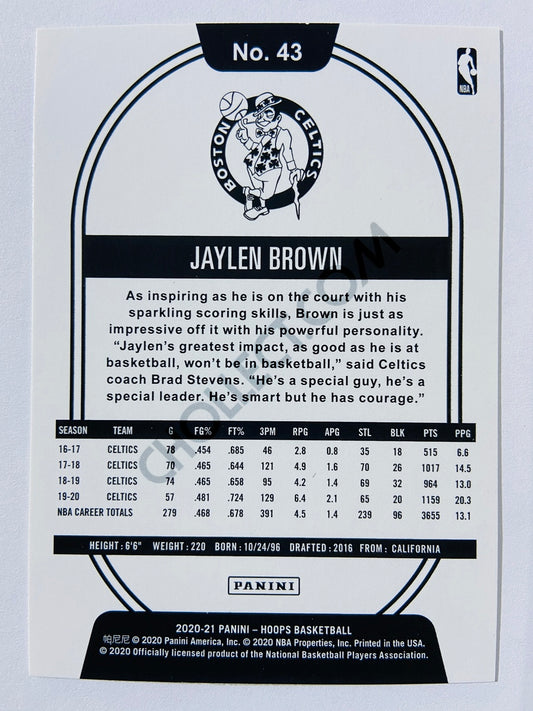 No. 43
NBA
BOSTON CELTICS
JAYLEN BROWN
As inspiring as he is on the court with his
sparkling scoring skills, Brown is just as
impressive off it with his powerful personality.
“Jaylen's greatest impact, as good as he is at
basketball, won't be in basketball,” said Celtics
coach Brad Stevens. “He's a special guy, he's a
special leader. He's smart but he has courage.”
CHOLLECT.COM
SEASON TEAM G FG% FT% 3PM RPG APG STL BLK PTS PPG
16-17 CELTICS 78 .454 .685 46 2.8 0.8 35 18 515 6.6
17-18 CELTICS 70 .465 .644 121 4.9 1.6 70 26 1017 14.5
18-19 CELTICS 74 .465 .658 95 4.2 1.4 69 32 964 13.0
19-20 CELTICS 57 .481 .724 129 6.4 2.1 65 20 1159 20.3
NBA CAREER TOTALS 279 .468 .678 391 4.5 1.4 239 96 3655 13.1
HEIGHT: 6'6" WEIGHT: 220 BORN: 10/24/96 DRAFTED: 2016 FROM: CALIFORNIA
PANINI
2020-21 PANINI – HOOPS BASKETBALL
帕尼尼 © 2020 Panini America, Inc. © 2020 NBA Properties, Inc. Printed in the USA.
© 2020 Officially licensed product of the National Basketball Players Association.